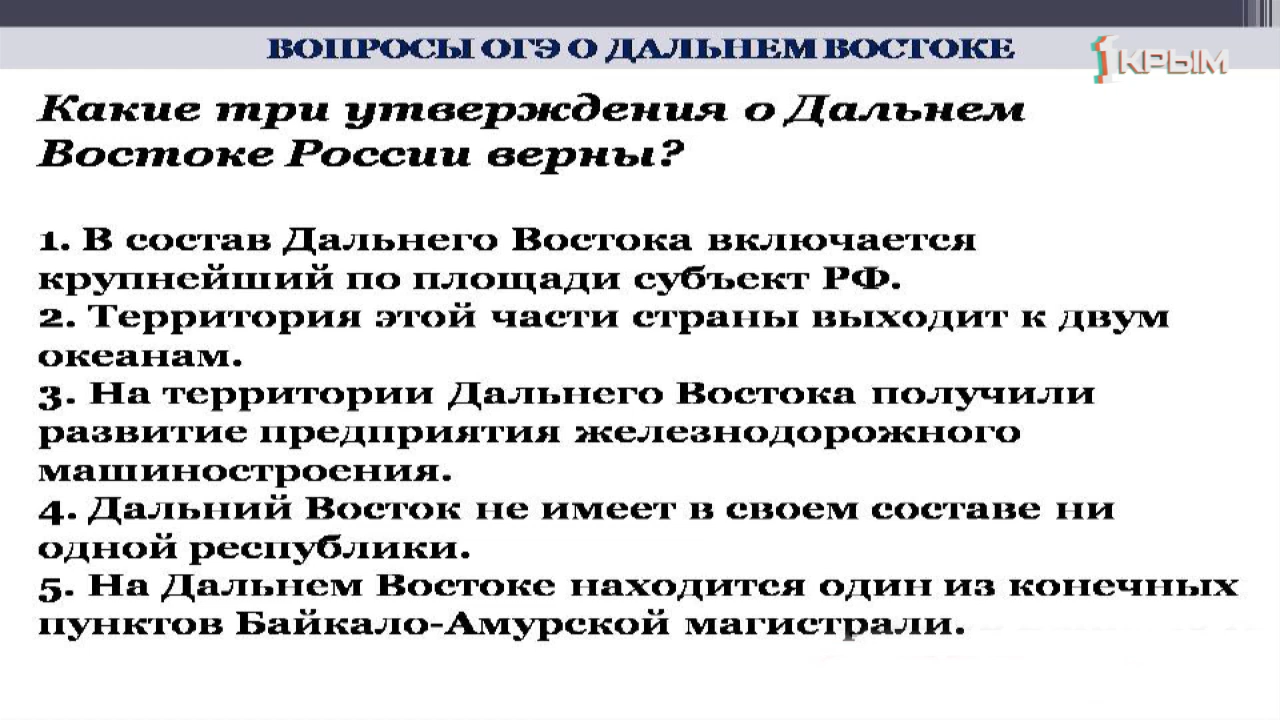 ВОПРОСЫ ОГЭ О ДАЛЬНЕМ ВОСТОКЕ
1КРЫМ
Какие три утверждения о Дальнем
Востоке России верны?
1. В состав Дальнего Востока включается
крупнейший по площади субъект РФ.
2. Территория этой части страны выходит к двум
океанам.
3. На территории Дальнего Востока получили
развитие предприятия железнодорожного
машиностроения.
4. Дальний Восток не имеет в своем составе ни
одной республики.
5. На Дальнем Востоке находится один из конечных
пунктов Байкало-Амурской магистрали.